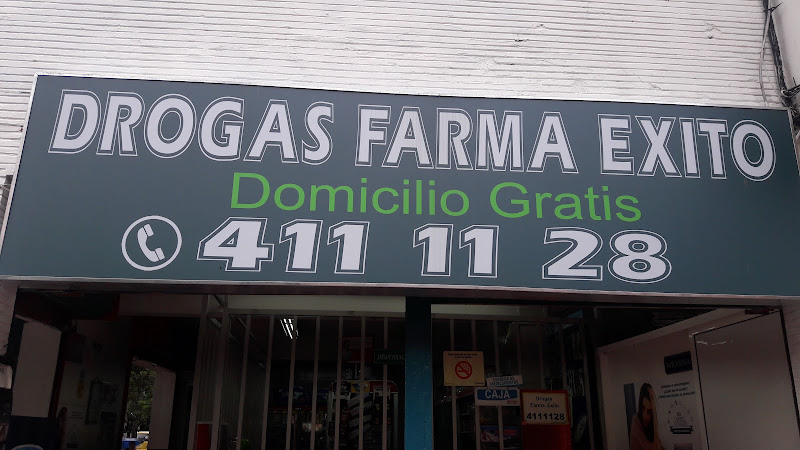 DROGAS FARMA EXITO
Domicilio Gratis
411 11 28
CAJA
Drogas
Farma Exito
4111128